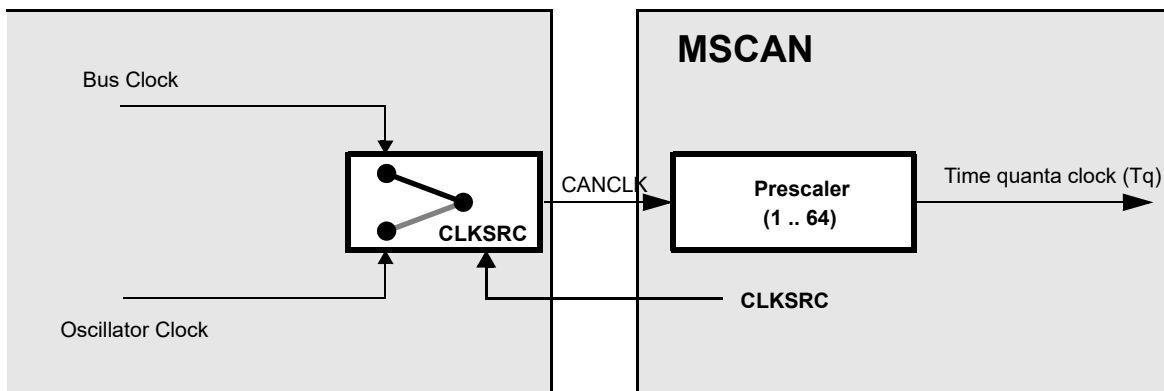 MSCAN
Bus Clock
CANCLK
Time quanta clock (Tq)
Prescaler
(1 .. 64)
CLKSRC
CLKSRC
Oscillator Clock